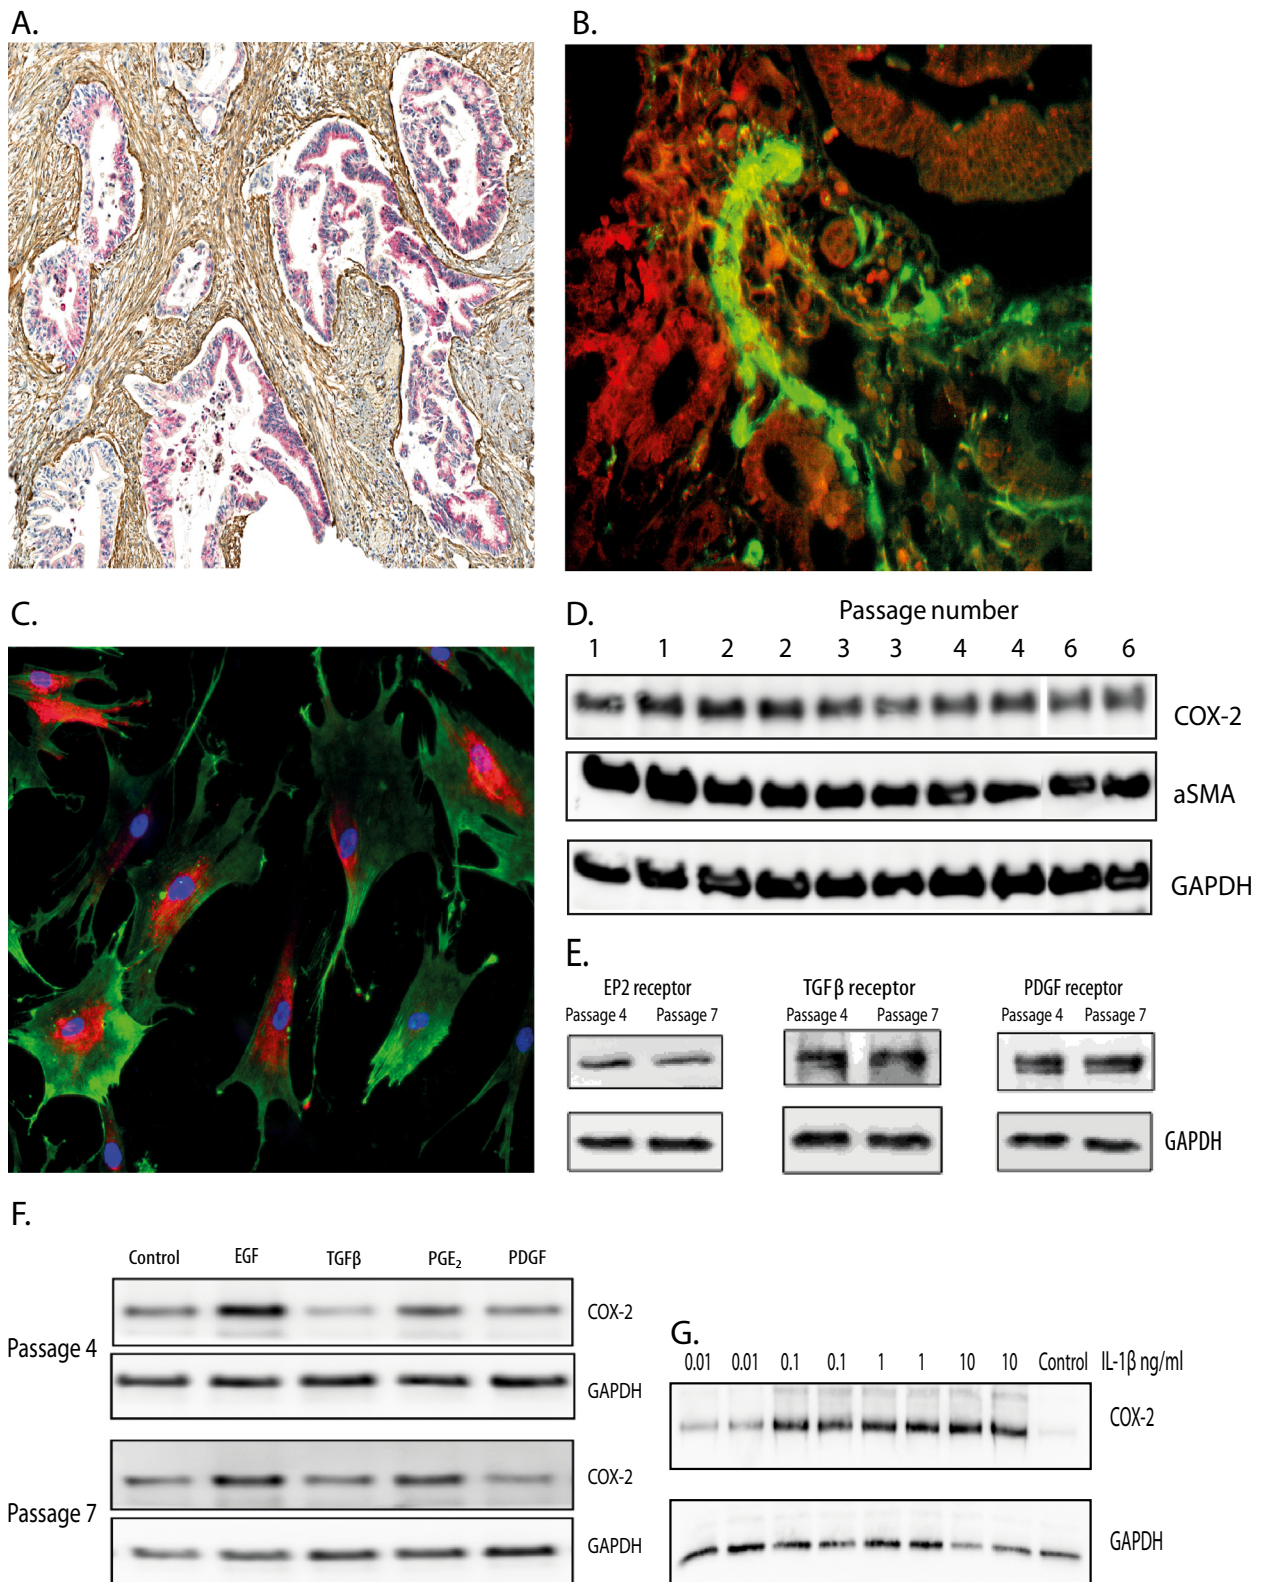 A.
B.
C.
D.
Passage number
1 1 2 2 3 3 4 4 6 6
COX-2
aSMA
GAPDH
E.
EP2 receptor
Passage 4 Passage 7
TGFβ receptor
Passage 4 Passage 7
PDGF receptor
Passage 4 Passage 7
GAPDH
F.
Control EGF TGFβ PGE₂ PDGF
Passage 4
COX-2
GAPDH
Passage 7
COX-2
GAPDH
G.
0.01 0.01 0.1 0.1 1 1 10 10 Control IL-1β ng/ml
COX-2
GAPDH